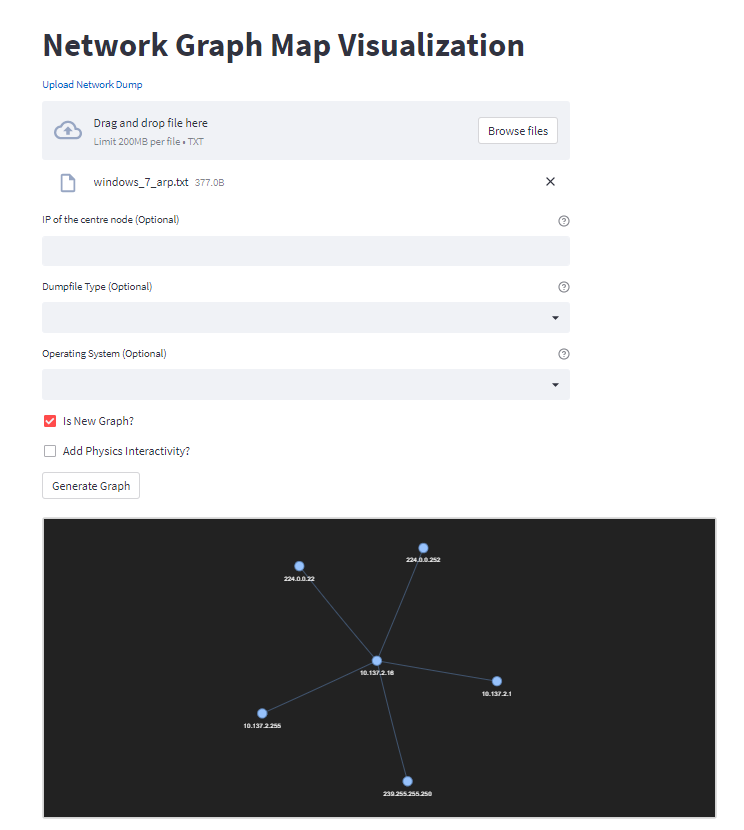 Network Graph Map Visualization
Upload Network Dump
Drag and drop file here
Limit 200MB per file • TXT
Browse files
windows_7_arp.txt 377.0B
IP of the centre node (Optional)
Dumpfile Type (Optional)
Operating System (Optional)
Is New Graph?
Add Physics Interactivity?
Generate Graph
224.0.0.252
224.0.0.22
10.137.2.16
10.137.2.1
10.137.2.255
239.255.255.250